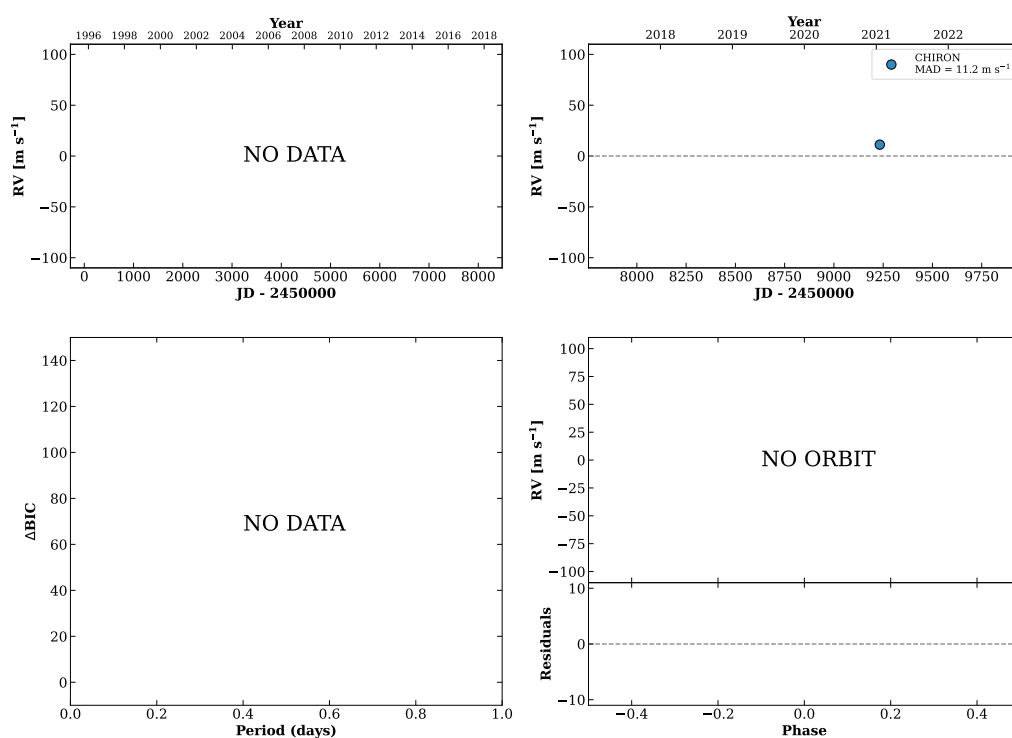 Year
1996 1998 2000 2002 2004 2006 2008 2010 2012 2014 2016 2018
100
50
0
−50
−100
RV [m s⁻¹]
NO DATA
0 1000 2000 3000 4000 5000 6000 7000 8000
JD - 2450000
Year
2018 2019 2020 2021 2022
CHIRON
MAD = 11.2 m s⁻¹
100
50
0
−50
−100
RV [m s⁻¹]
8000 8250 8500 8750 9000 9250 9500 9750
JD - 2450000
140
120
100
80
60
40
20
0
ΔBIC
NO DATA
0.0 0.2 0.4 0.6 0.8 1.0
Period (days)
100
75
50
25
0
−25
−50
−75
−100
RV [m s⁻¹]
NO ORBIT
10
0
−10
Residuals
−0.4 −0.2 0.0 0.2 0.4
Phase